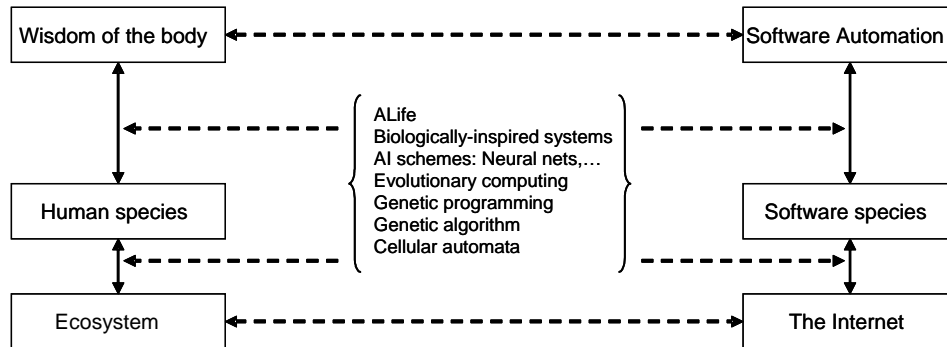 Wisdom of the body
Software Automation
ALife
Biologically-inspired systems
AI schemes: Neural nets,...
Evolutionary computing
Genetic programming
Genetic algorithm
Cellular automata
Human species
Software species
Ecosystem
The Internet